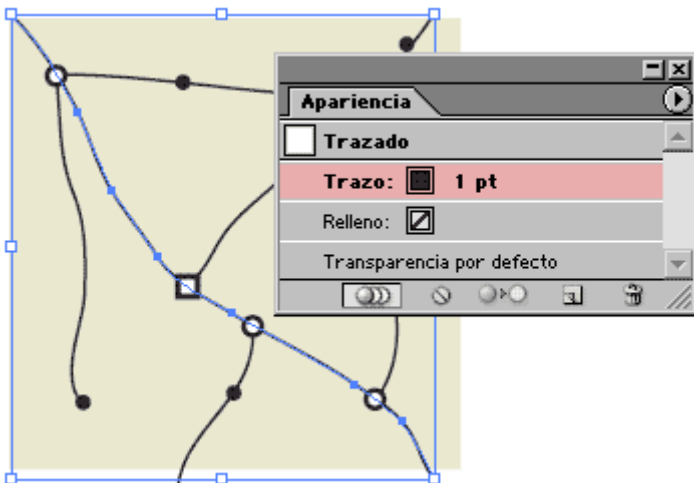 Apariencia
Trazado
Trazo: 1 pt
Relleno:
Transparencia por defecto